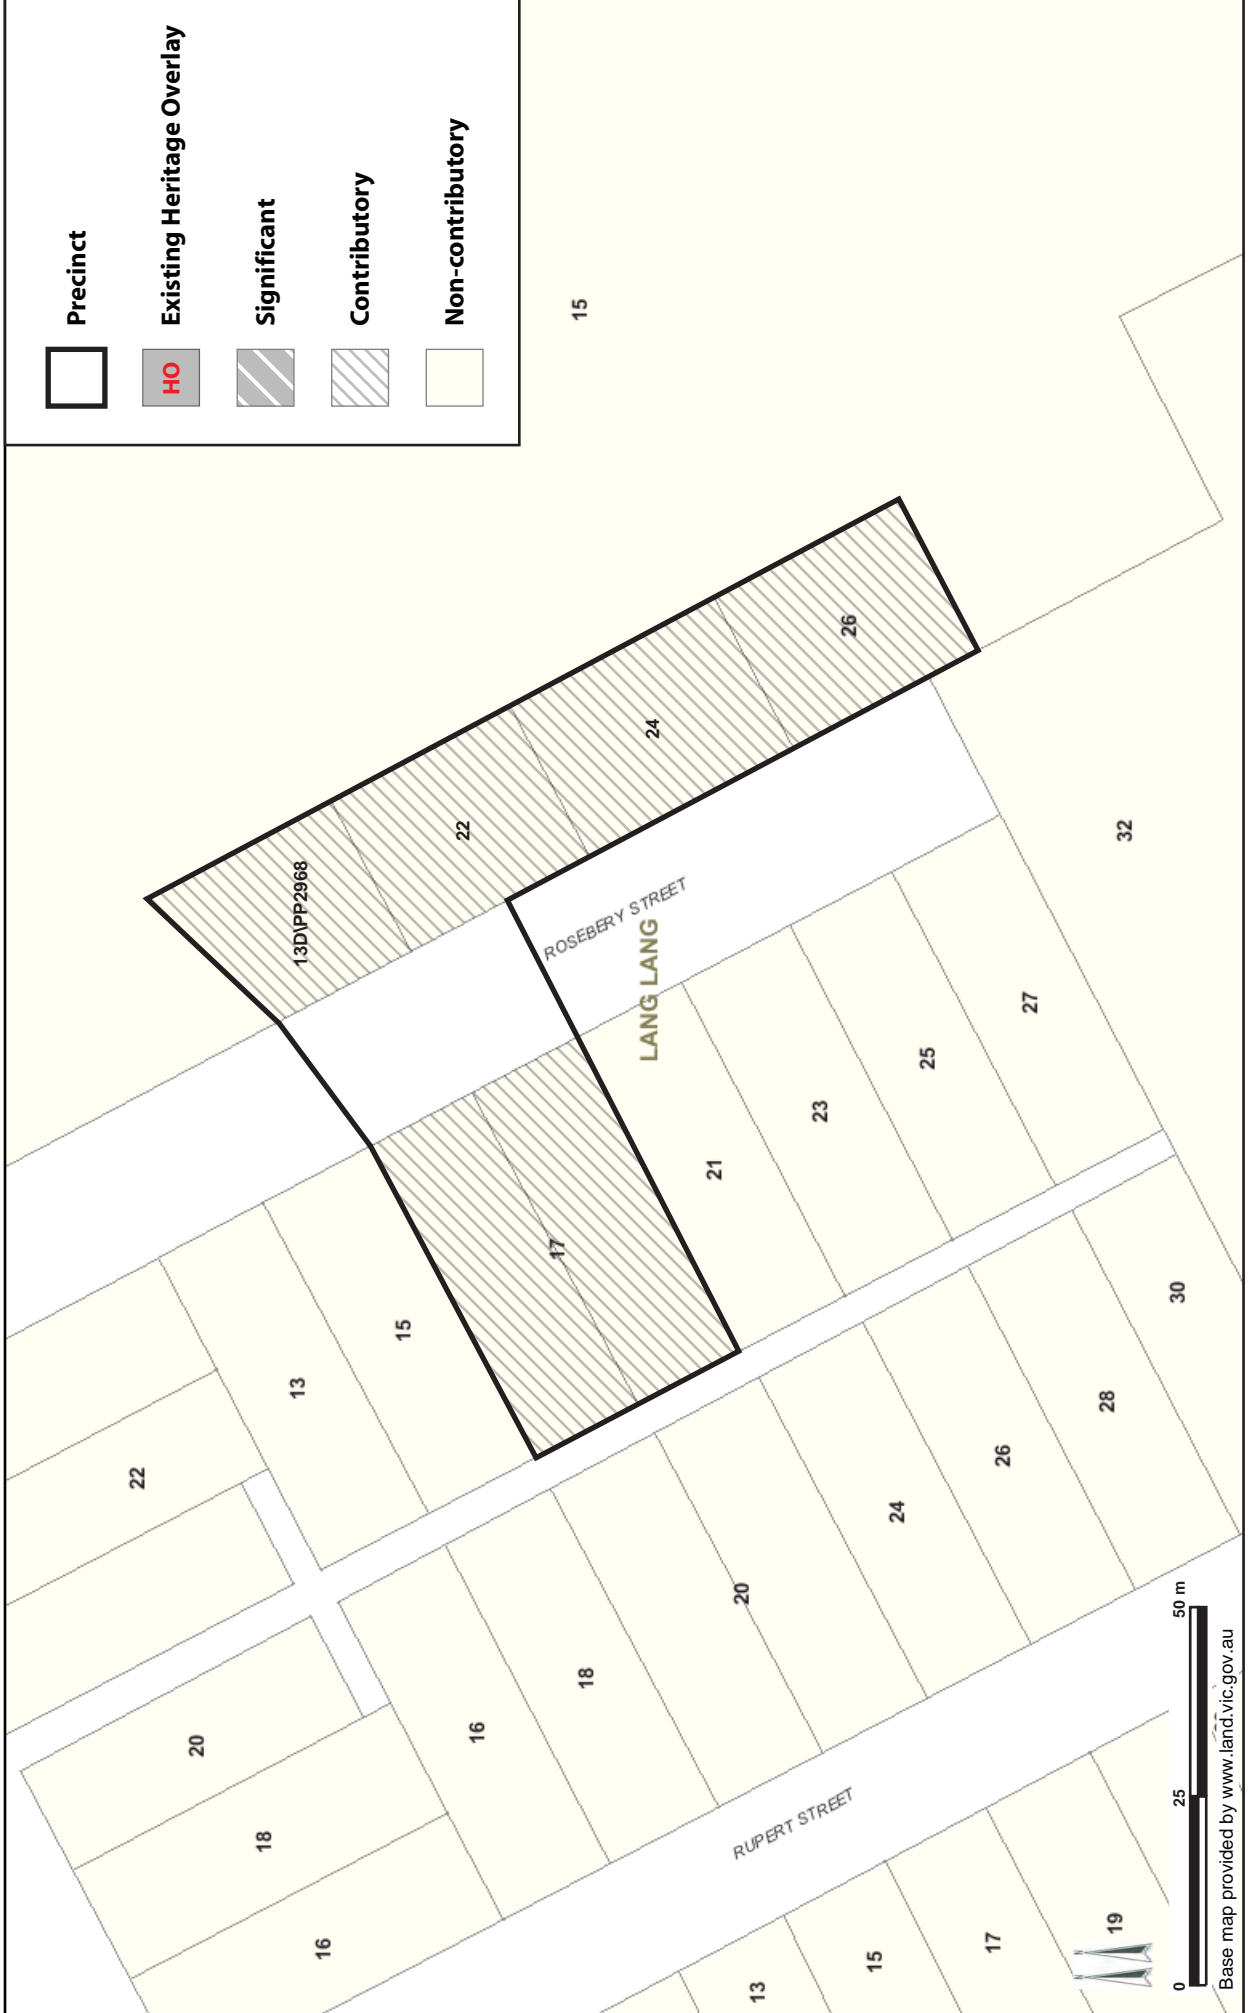 Precinct
HO
Existing Heritage Overlay
Significant
Contributory
Non-contributory
15
13D\PP2968
22
24
26
ROSEBERY STREET
LANG LANG
17
21
23
25
27
32
15
13
22
20
18
16
16
18
20
24
26
28
30
RUPERT STREET
13
15
17
19
N
N
0
25
50 m
Base map provided by www.land.vic.gov.au